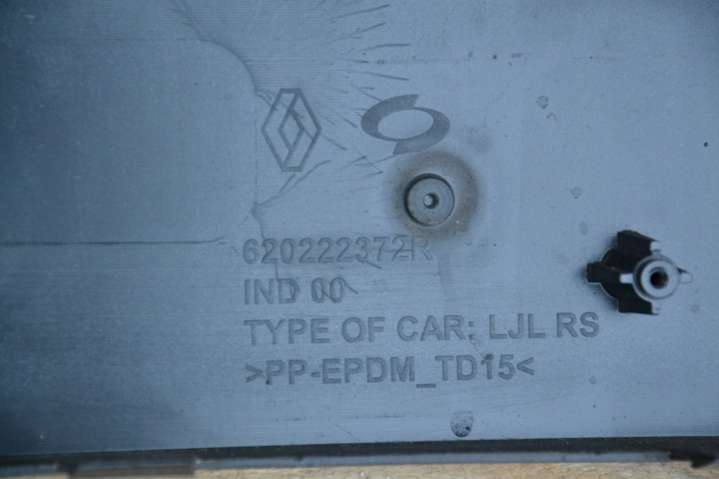 620222372R
IND 00
TYPE OF CAR: LJL RS
>PP-EPDM_TD15<